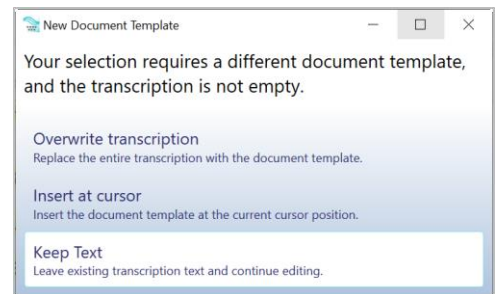 New Document Template
Your selection requires a different document template,
and the transcription is not empty.
Overwrite transcription
Replace the entire transcription with the document template.
Insert at cursor
Insert the document template at the current cursor position.
Keep Text
Leave existing transcription text and continue editing.